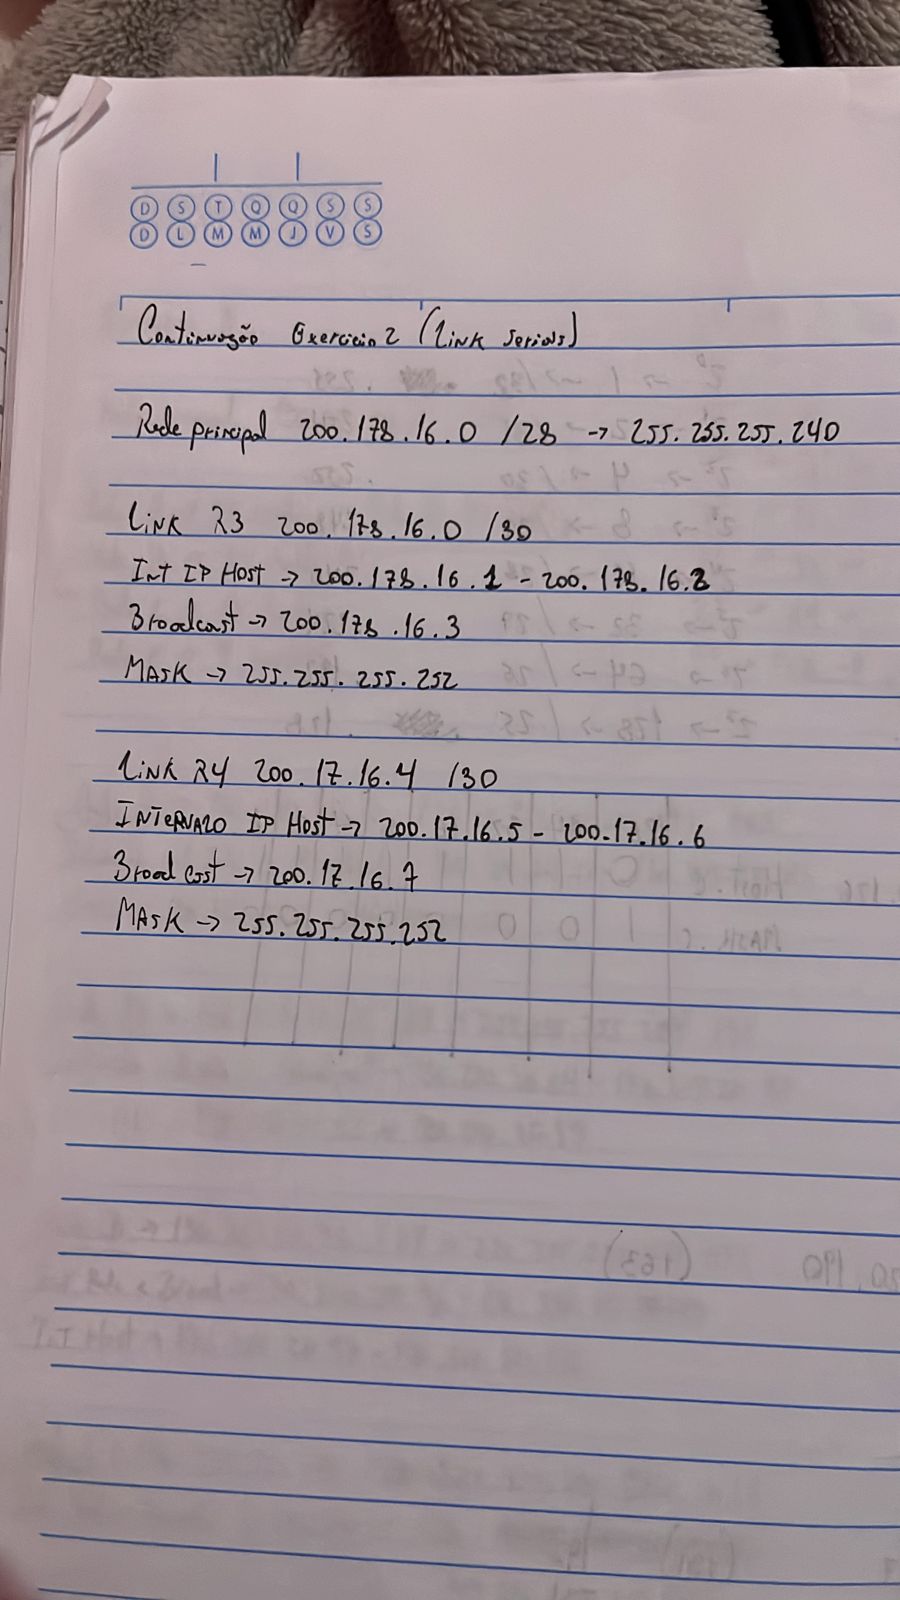 D S T Q Q S S
D L M M J V S
Continuação Exercicio 2 (Link Seriais)
Rede principal 200.178.16.0 /28 → 255.255.255.240
Link R3 200.178.16.0 /30
Int IP Host → 200.178.16.1 - 200.178.16.2
Broadcast → 200.178.16.3
Mask → 255.255.255.252
Link R4 200.17.16.4 /30
Intervalo IP Host → 200.17.16.5 - 200.17.16.6
Broadcast → 200.17.16.7
Mask → 255.255.255.252